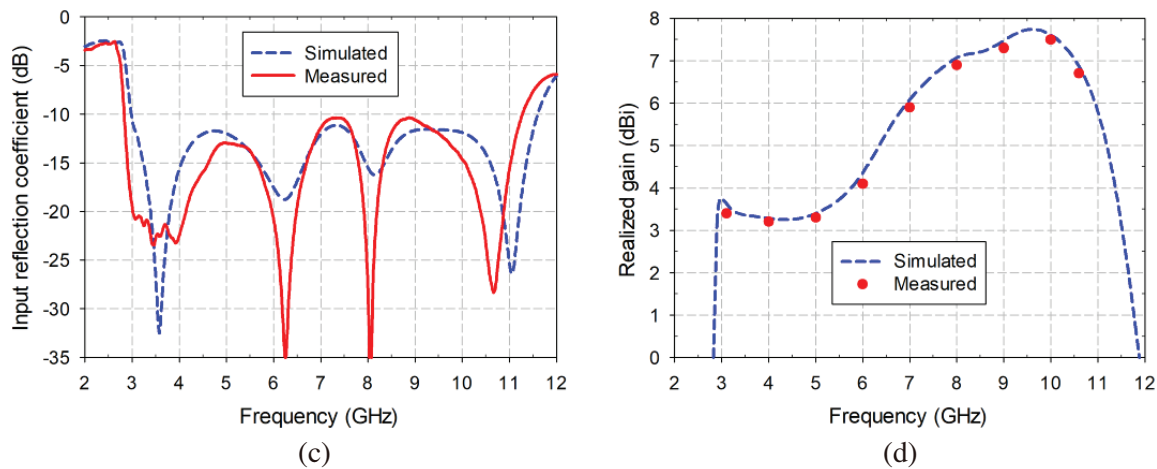 Input reflection coefficient (dB)
0
-5
-10
-15
-20
-25
-30
-35
Simulated
Measured
2 3 4 5 6 7 8 9 10 11 12
Frequency (GHz)
(c)
Realized gain (dBi)
8
7
6
5
4
3
2
1
0
Simulated
Measured
2 3 4 5 6 7 8 9 10 11 12
Frequency (GHz)
(d)